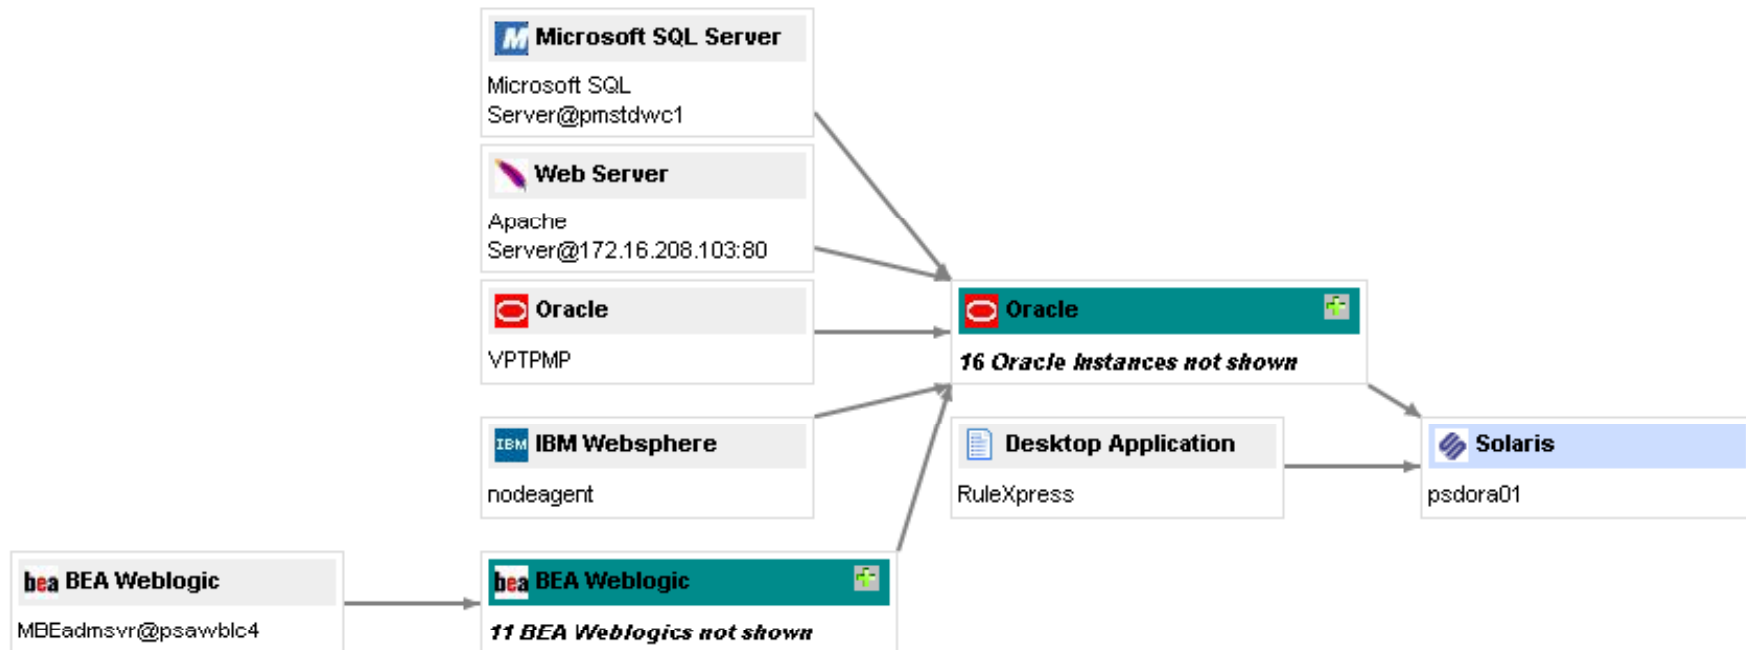 Microsoft SQL Server
Microsoft SQL
Server@pmstdwc1
Web Server
Apache
Server@172.16.208.103:80
Oracle
VPTPMP
Oracle
16 Oracle Instances not shown
IBM
IBM Websphere
nodeagent
Desktop Application
RuleXpress
Solaris
psdora01
bea BEA Weblogic
MBEadmsvr@psawblc4
bea BEA Weblogic
11 BEA Weblogics not shown